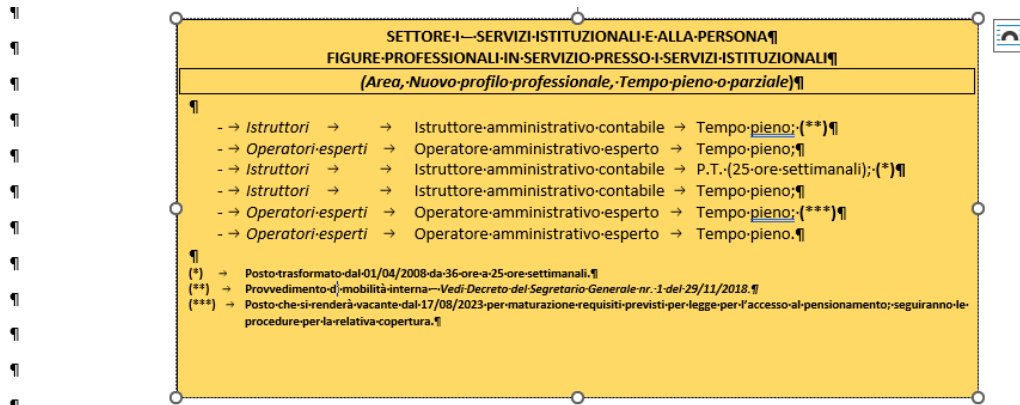 SETTORE I – SERVIZI ISTITUZIONALI E ALLA PERSONA
FIGURE PROFESSIONALI IN SERVIZIO PRESSO I SERVIZI ISTITUZIONALI
(Area, Nuovo profilo professionale, Tempo pieno o parziale)
- Istruttori Istruttore amministrativo contabile Tempo pieno; (**)
- Operatori esperti Operatore amministrativo esperto Tempo pieno;
- Istruttori Istruttore amministrativo contabile P.T. (25 ore settimanali); (*)
- Istruttori Istruttore amministrativo contabile Tempo pieno;
- Operatori esperti Operatore amministrativo esperto Tempo pieno; (***)
- Operatori esperti Operatore amministrativo esperto Tempo pieno.
(*) Posto trasformato dal 01/04/2008 da 36 ore a 25 ore settimanali.
(**) Provvedimento di mobilità interna – Vedi Decreto del Segretario Generale nr. 1 del 29/11/2018.
(***) Posto che si renderà vacante dal 17/08/2023 per maturazione requisiti previsti per legge per l'accesso al pensionamento; seguiranno le
procedure per la relativa copertura.